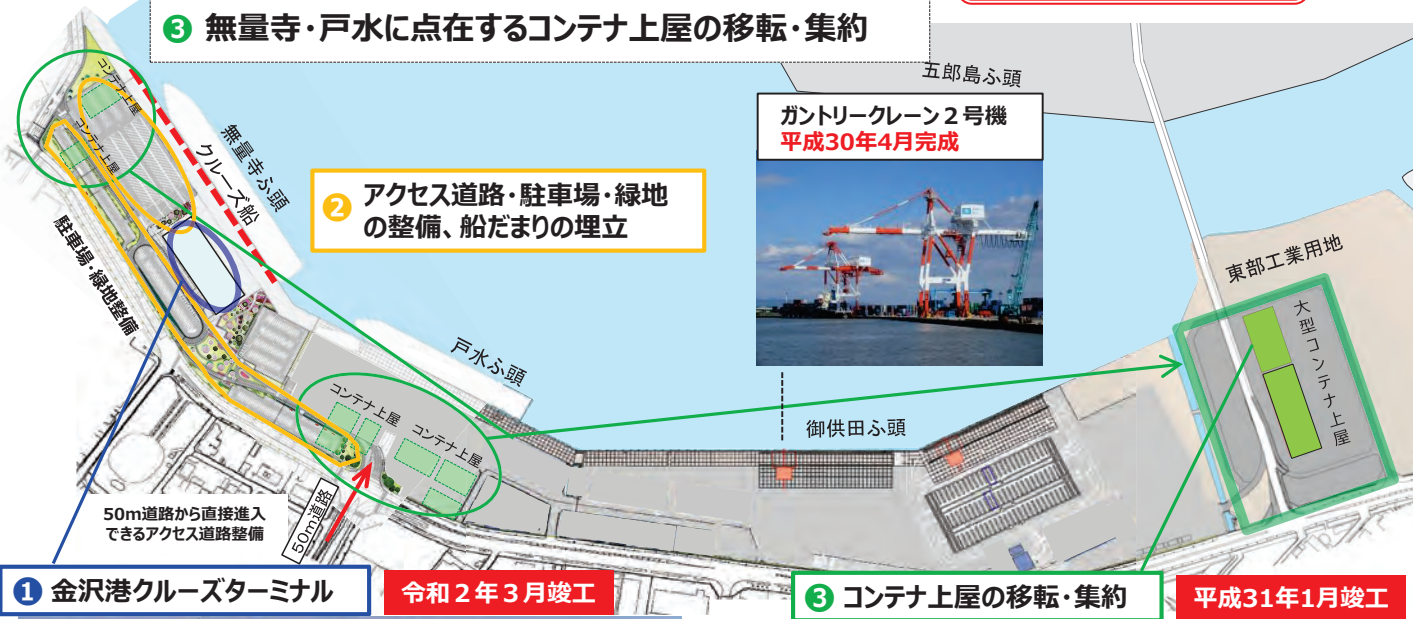 ❸ 無量寺・戸水に点在するコンテナ上屋の移転・集約
五郎島ふ頭
ガントリークレーン２号機
平成30年4月完成
コンテナ上屋
コンテナ上屋
無量寺ふ頭
クルーズ船
❷ アクセス道路・駐車場・緑地
の整備、船だまりの埋立
駐車場・緑地整備
東部工業用地
大型コンテナ上屋
戸水ふ頭
コンテナ上屋
コンテナ上屋
御供田ふ頭
50m道路から直接進入
できるアクセス道路整備
50m道路
❶ 金沢港クルーズターミナル
令和２年３月竣工
❸ コンテナ上屋の移転・集約
平成31年1月竣工